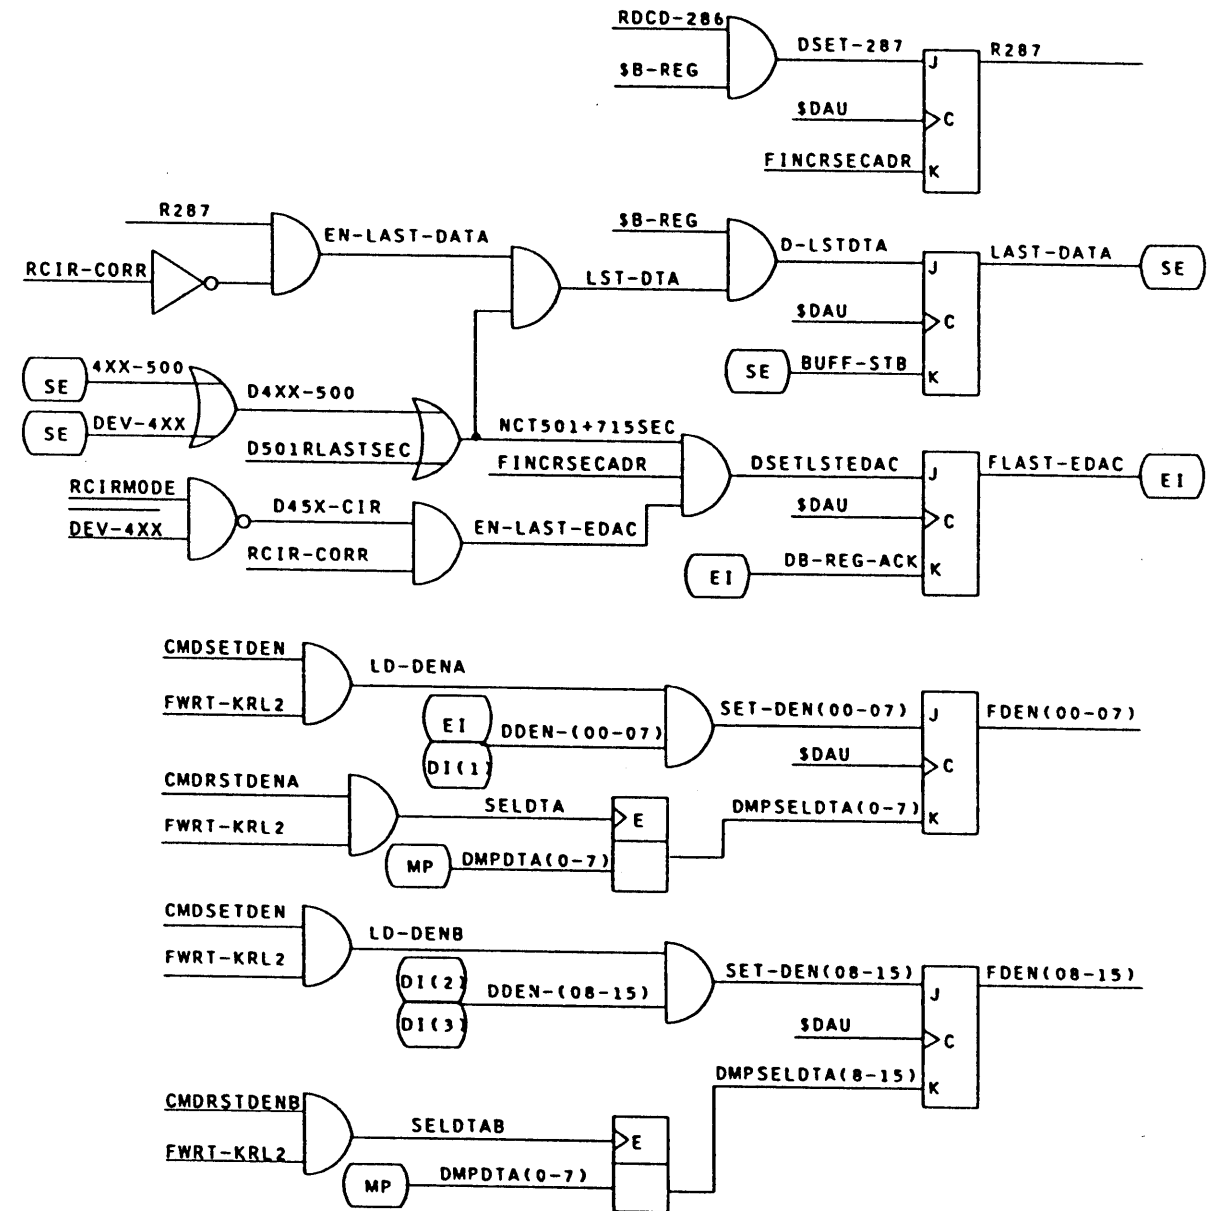 RDCD-286
$B-REG
DSET-287
J
R287
$DAU
C
FINCRSECADR
K
R287
RCIR-CORR
EN-LAST-DATA
LST-DTA
$B-REG
D-LSTDTA
J
LAST-DATA
SE
$DAU
C
SE
BUFF-STB
K
SE
4XX-500
SE
DEV-4XX
D4XX-500
D501RLASTSEC
NCT501+715SEC
FINCRSECADR
DSETLSTEDAC
J
FLAST-EDAC
EI
$DAU
C
RCIRMODE
DEV-4XX
D45X-CIR
RCIR-CORR
EN-LAST-EDAC
EI
DB-REG-ACK
K
CMDSETDEN
FWRT-KRL2
LD-DENA
EI
DI(1)
DDEN-(00-07)
SET-DEN(00-07)
J
FDEN(00-07)
$DAU
C
CMDRSTDENA
FWRT-KRL2
SELDTA
E
MP
DMPDTA(0-7)
DMPSELDTA(0-7)
K
CMDSETDEN
FWRT-KRL2
LD-DENB
DI(2)
DI(3)
DDEN-(08-15)
SET-DEN(08-15)
J
FDEN(08-15)
$DAU
C
CMDRSTDENB
FWRT-KRL2
SELDTAB
E
MP
DMPDTA(0-7)
DMPSELDTA(8-15)
K